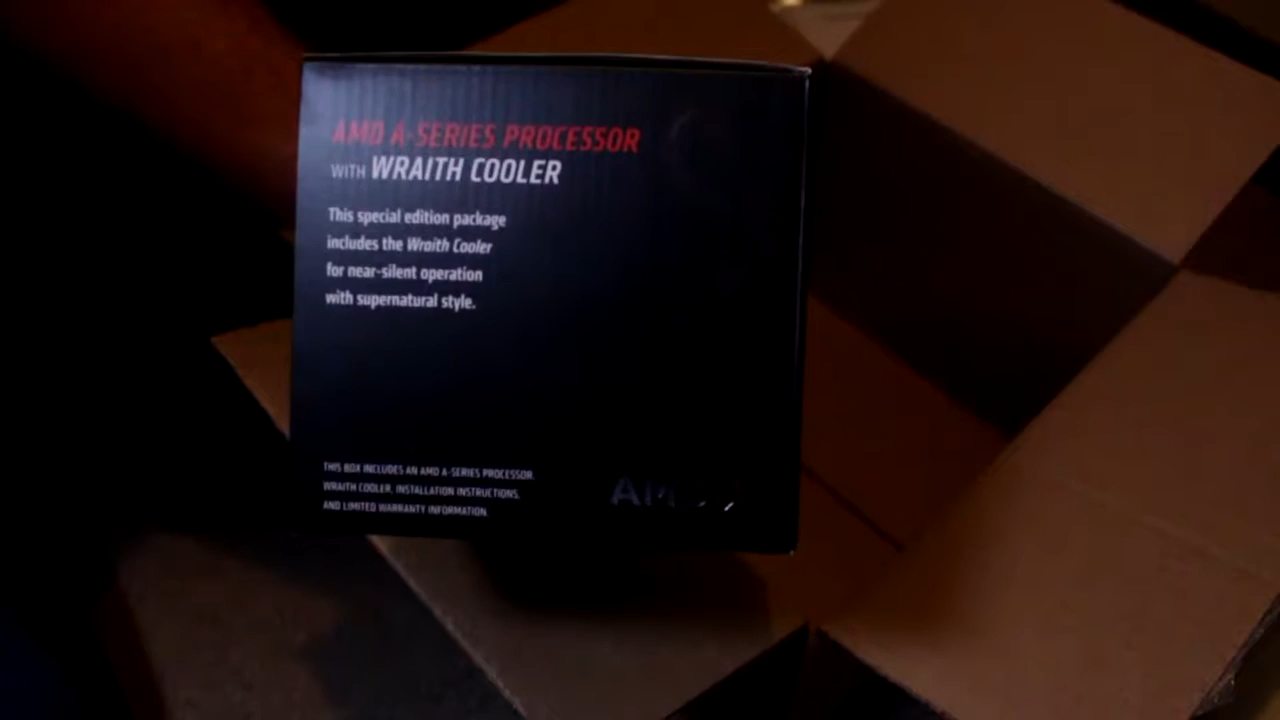 AMD A-SERIES PROCESSOR
WITH WRAITH COOLER
This special edition package
includes the Wraith Cooler
for near-silent operation
with supernatural style.
THIS BOX INCLUDES AN AMD A-SERIES PROCESSOR,
WRAITH COOLER, INSTALLATION INSTRUCTIONS,
AND LIMITED WARRANTY INFORMATION.
AMD